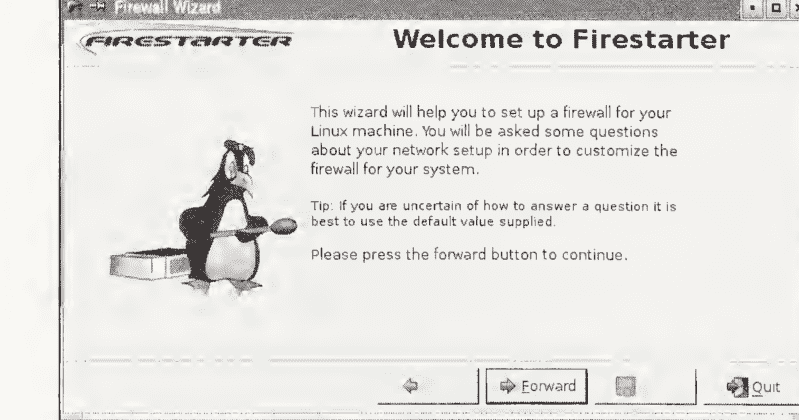 Firewall Wizard
FIRESTARTER
Welcome to Firestarter
This wizard will help you to set up a firewall for your
Linux machine. You will be asked some questions
about your network setup in order to customize the
firewall for your system.
Tip: If you are uncertain of how to answer a question it is
best to use the default value supplied.
Please press the forward button to continue.
Forward
Quit